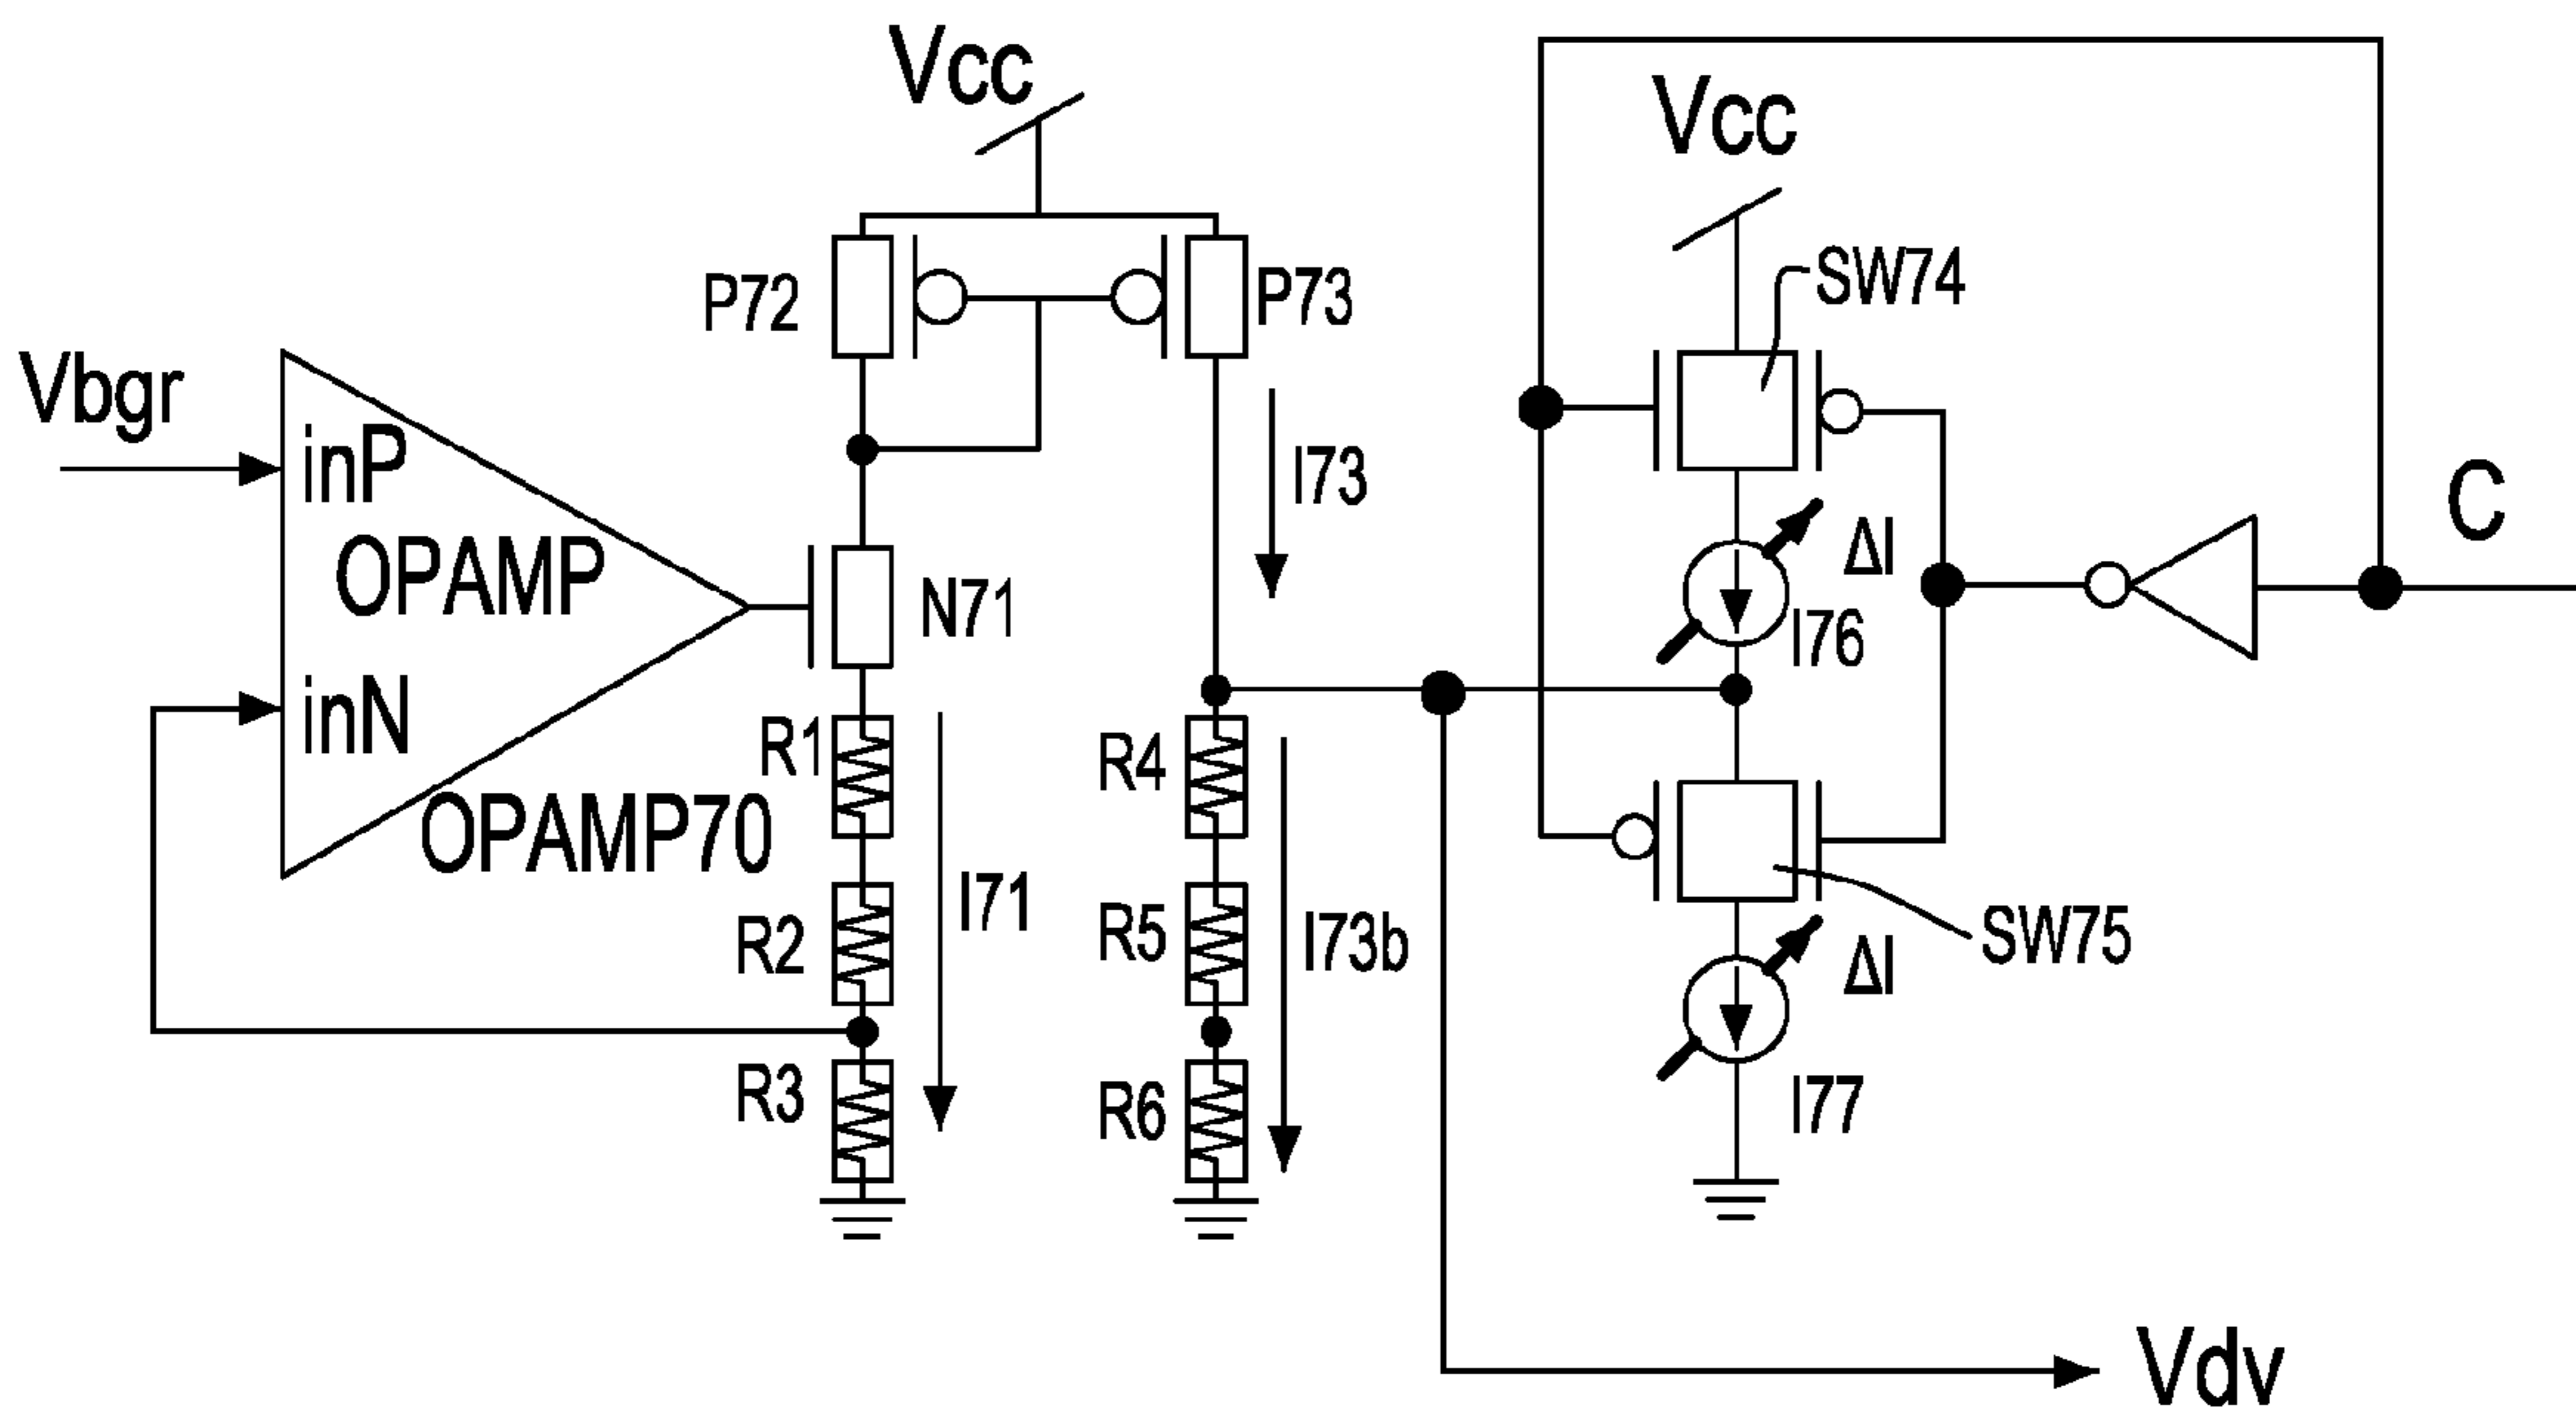 Vcc
Vcc
SW74
P72
P73
Vbgr
inP
I73
C
OPAMP
ΔI
N71
I76
inN
R1
R4
OPAMP70
I71
R2
R5
I73b
SW75
ΔI
R3
R6
I77
Vdv